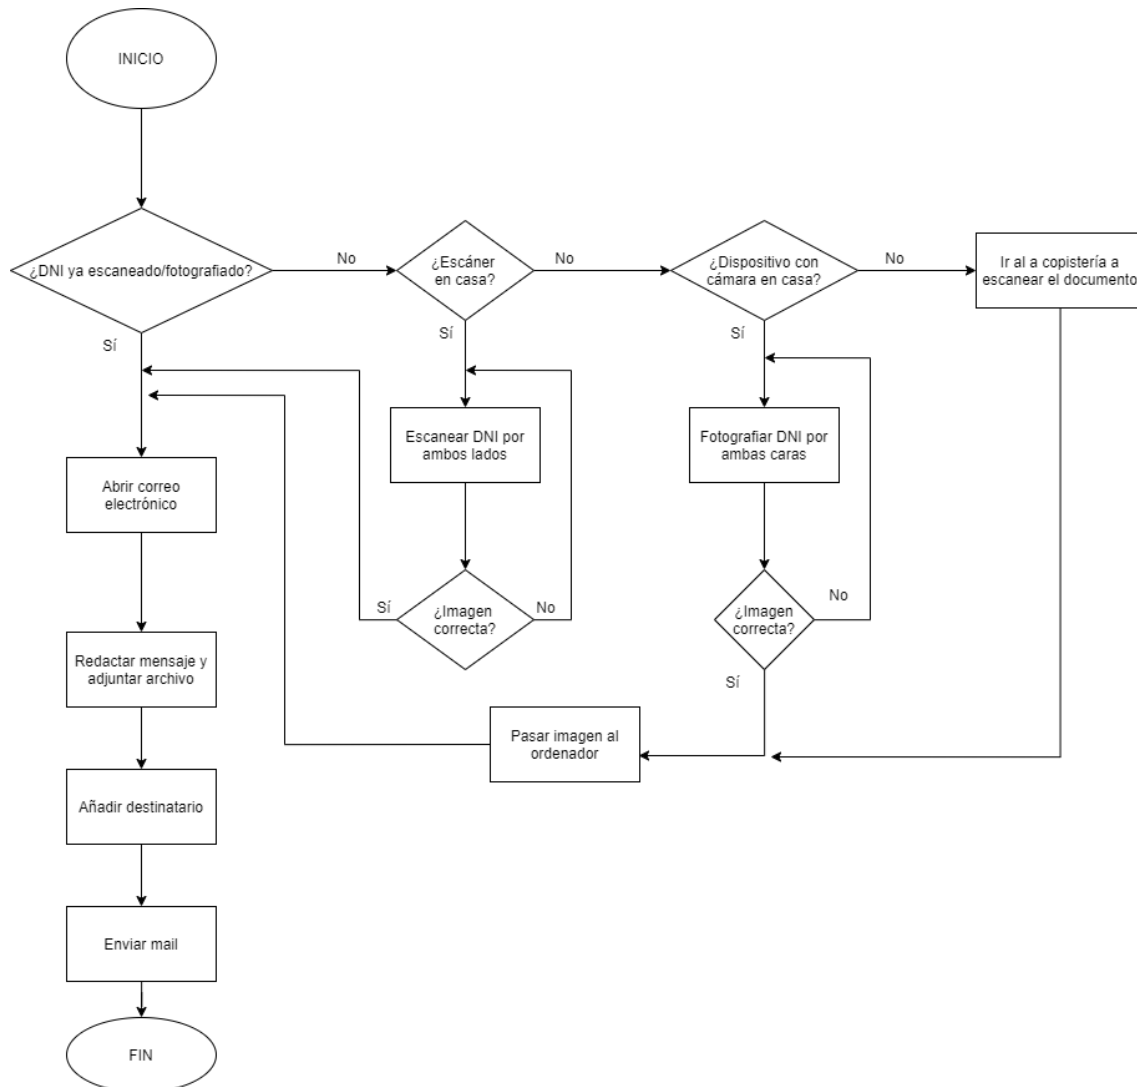 INICIO
¿DNI ya escaneado/fotografiado?
No
¿Escáner
en casa?
No
¿Dispositivo con
cámara en casa?
No
Ir al a copistería a
escanear el documento
Sí
Sí
Sí
Escanear DNI por
ambos lados
Fotografiar DNI por
ambas caras
Abrir correo
electrónico
Sí
¿Imagen
correcta?
No
¿Imagen
correcta?
No
Redactar mensaje y
adjuntar archivo
Sí
Pasar imagen al
ordenador
Añadir destinatario
Enviar mail
FIN